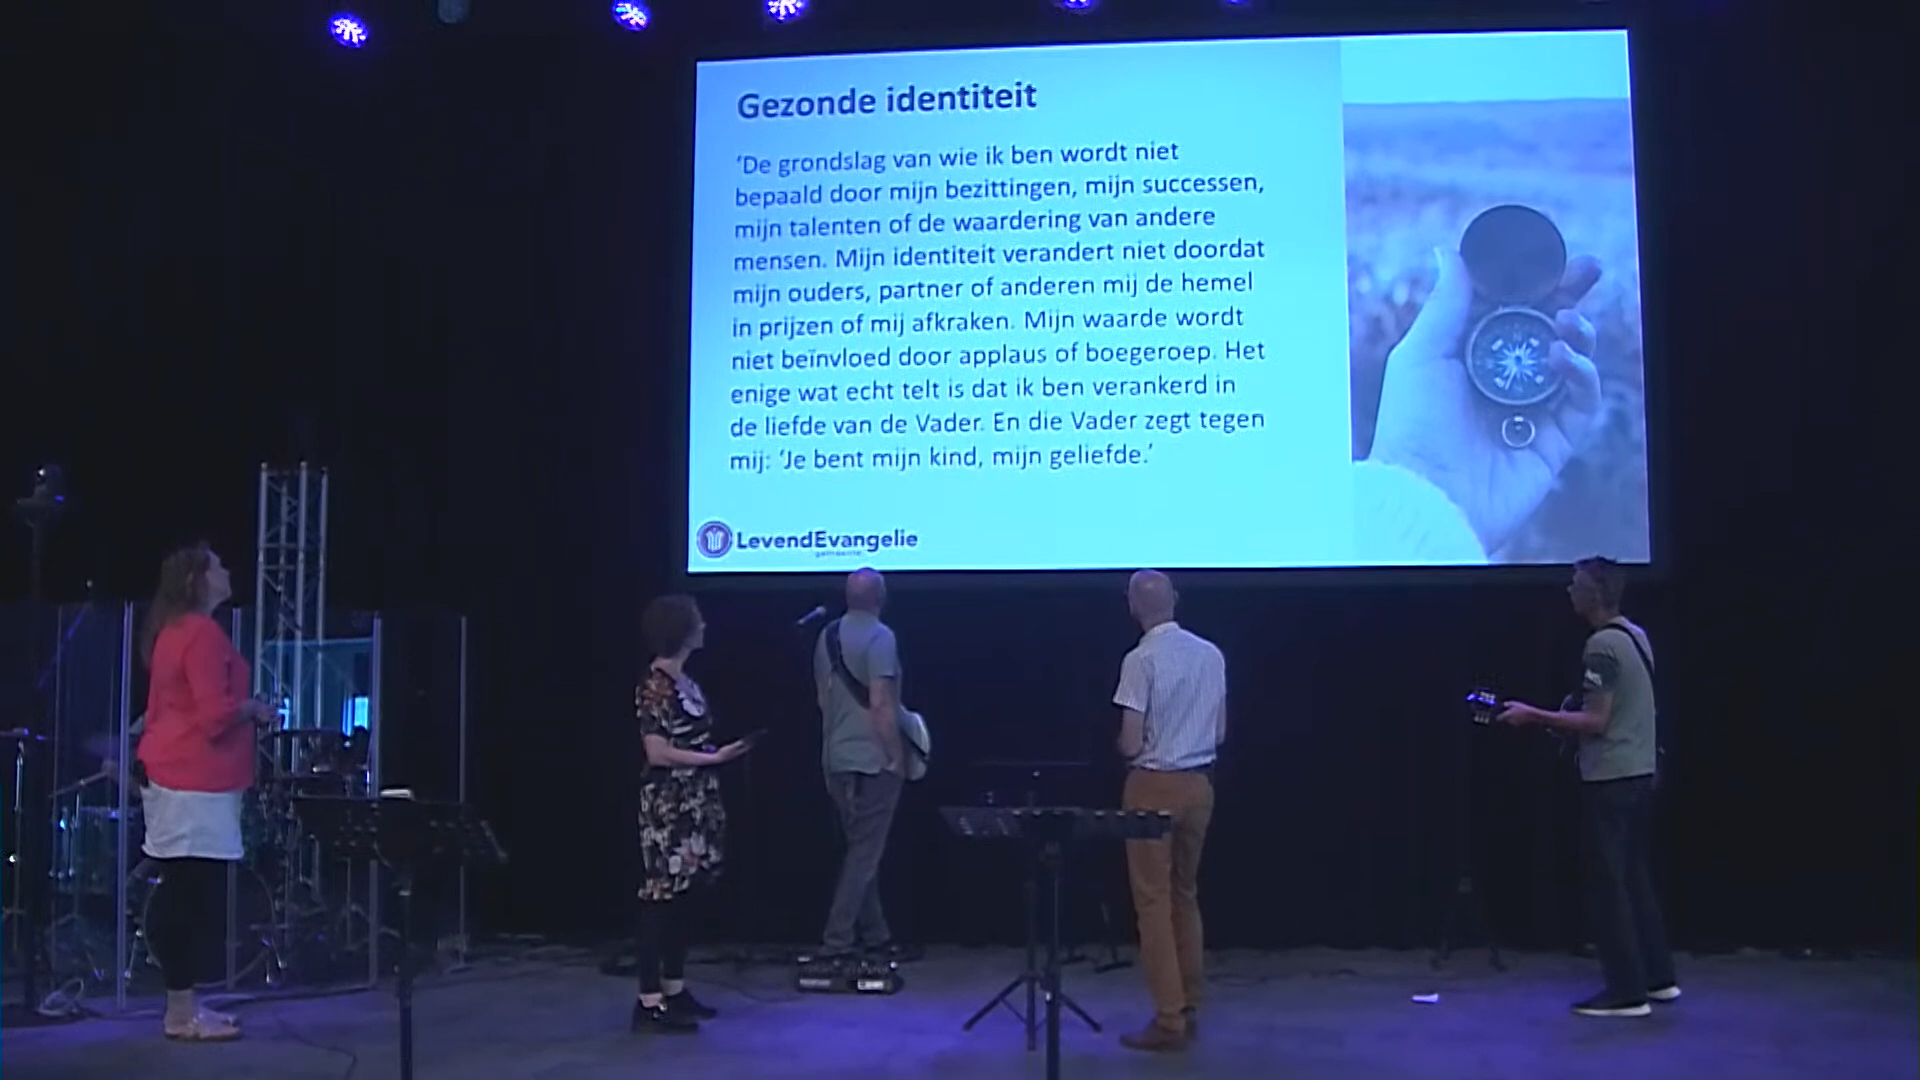 Gezonde identiteit
‘De grondslag van wie ik ben wordt niet
bepaald door mijn bezittingen, mijn successen,
mijn talenten of de waardering van andere
mensen. Mijn identiteit verandert niet doordat
mijn ouders, partner of anderen mij de hemel
in prijzen of mij afkraken. Mijn waarde wordt
niet beïnvloed door applaus of boegeroep. Het
enige wat echt telt is dat ik ben verankerd in
de liefde van de Vader. En die Vader zegt tegen
mij: ‘Je bent mijn kind, mijn geliefde.’
LevendEvangelie
gemeente